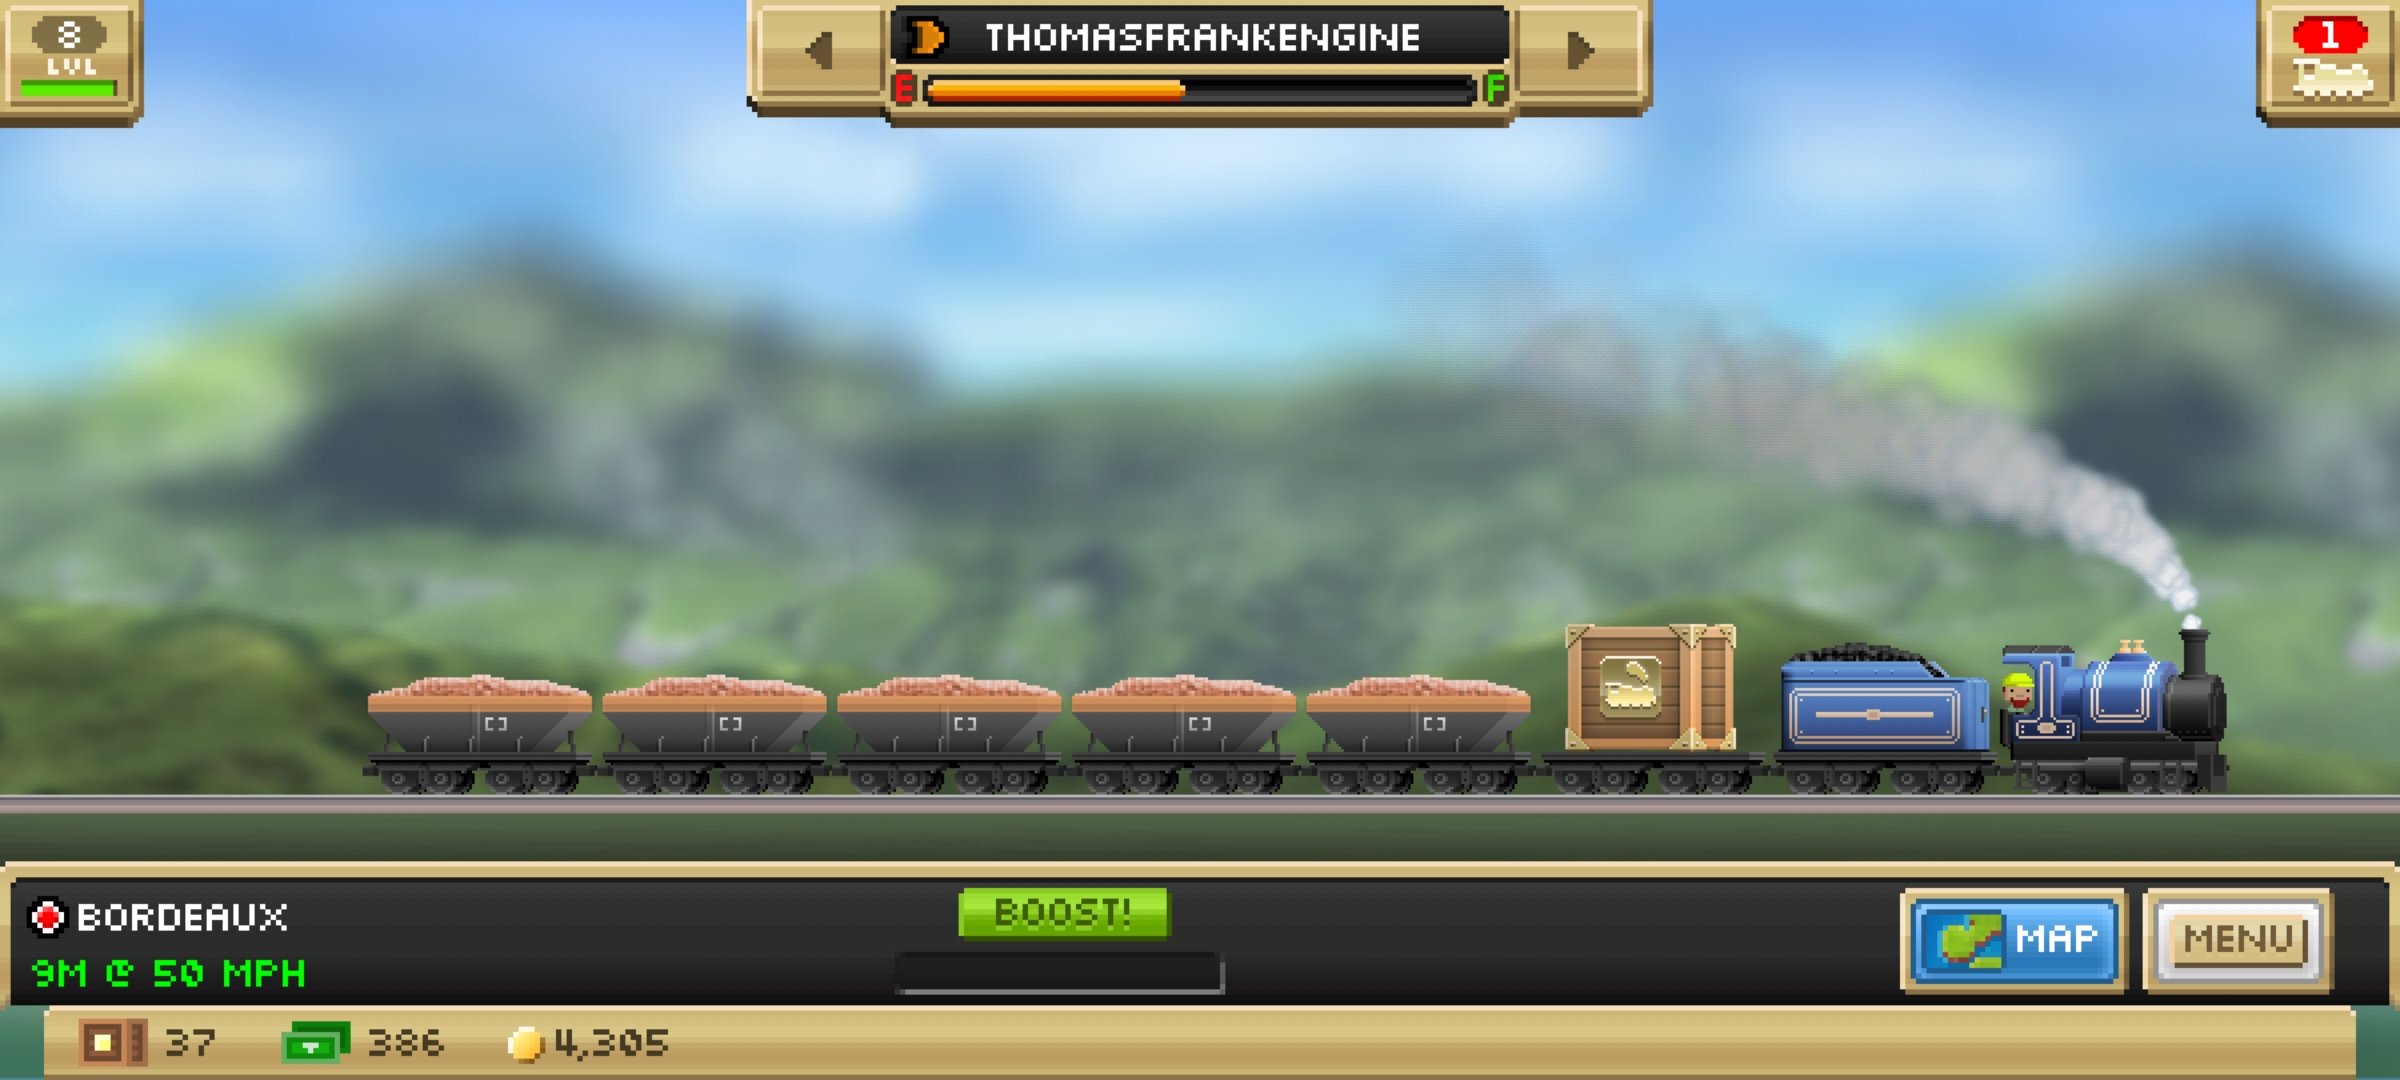 8
LVL
THOMASFRANKENGINE
E F
1
BORDEAUX
9M @ 50 MPH
BOOST!
MAP
MENU
37 386 4,305